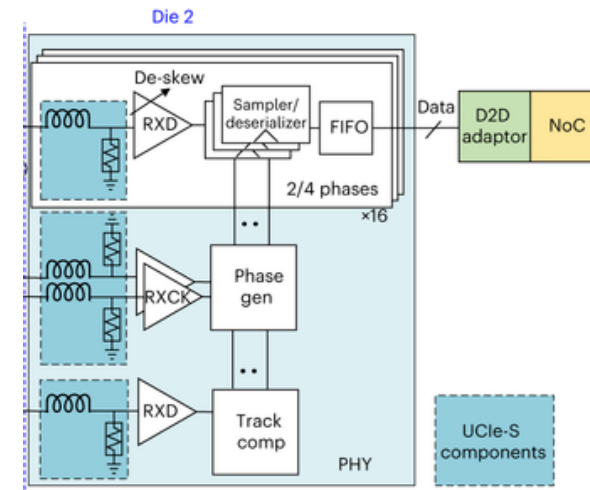 Die 2
De-skew
RXD
Sampler/
deserializer
FIFO
Data
D2D
adaptor
NoC
2/4 phases
×16
RXCK
Phase
gen
RXD
Track
comp
PHY
UCIe-S
components